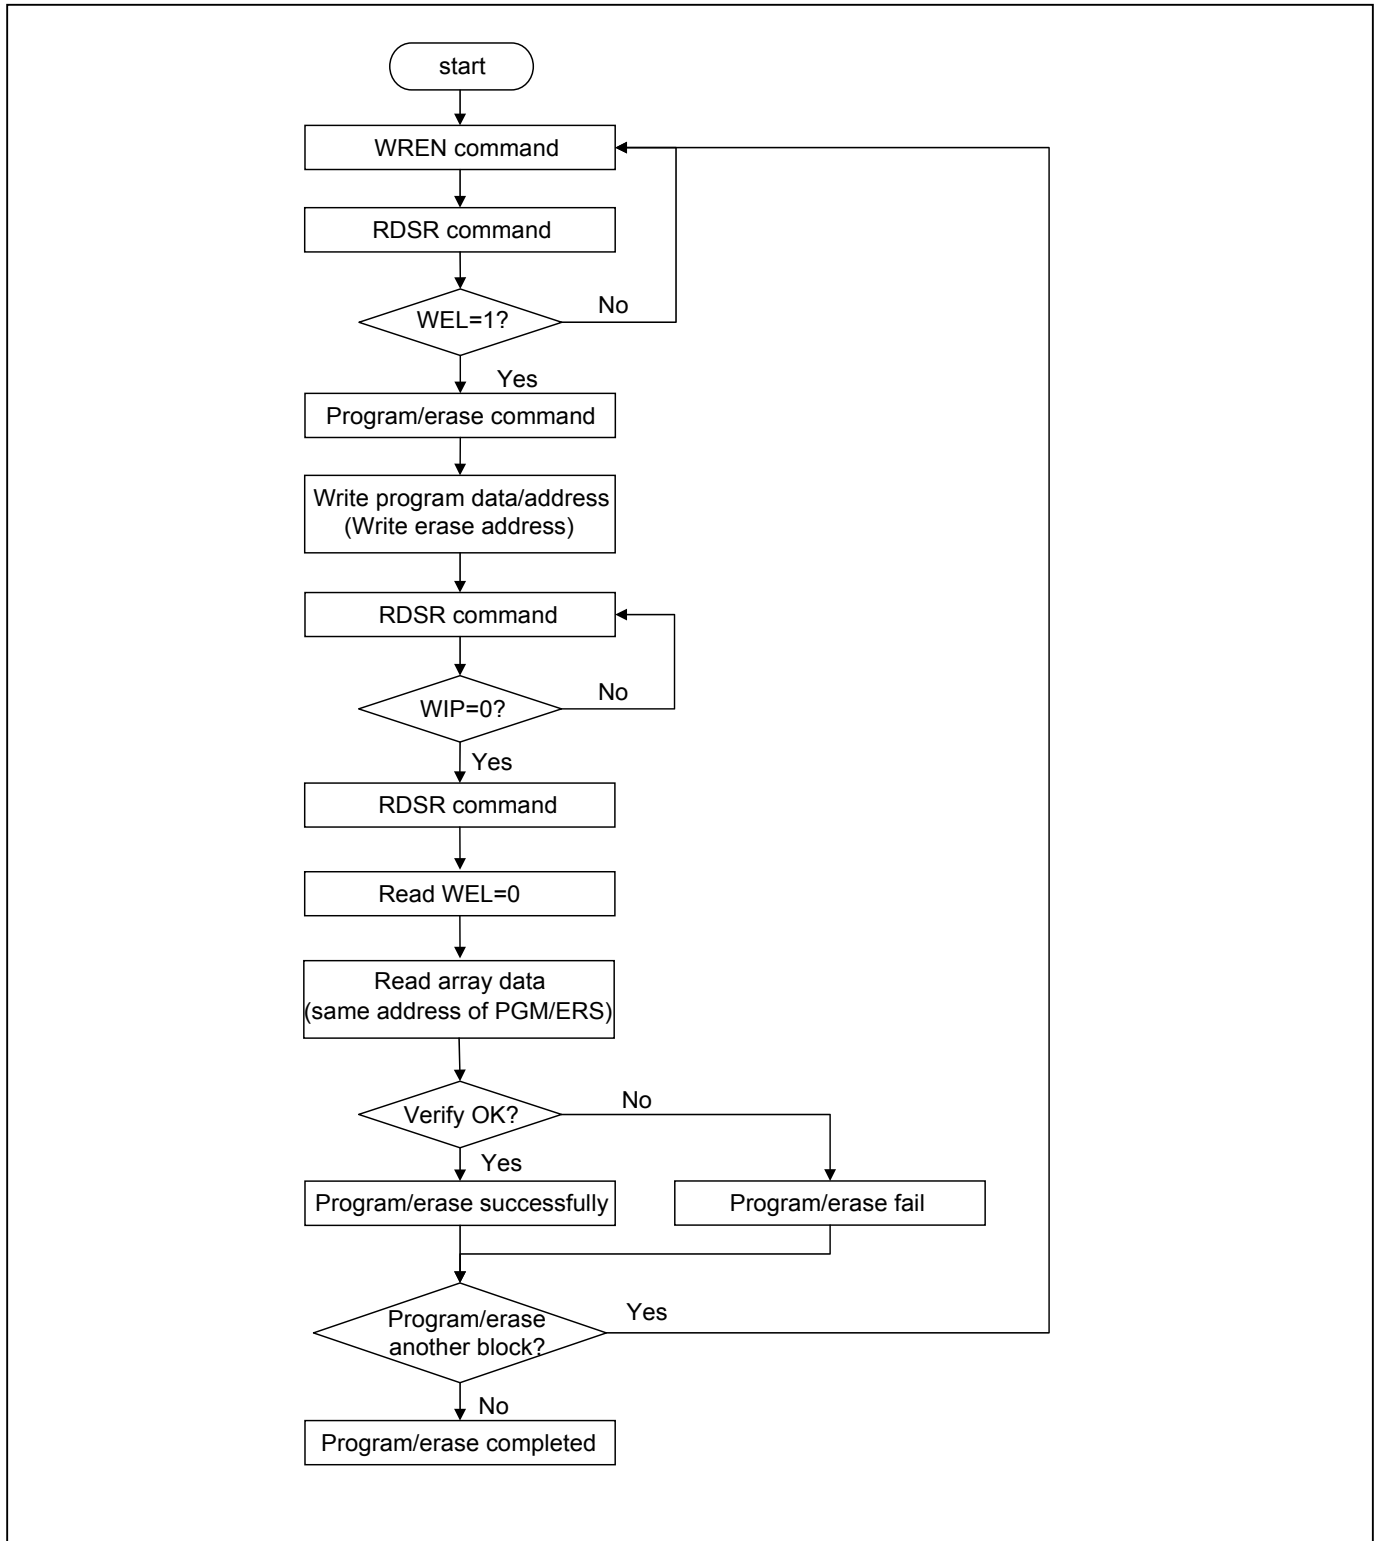 start
WREN command
RDSR command
WEL=1?
No
Yes
Program/erase command
Write program data/address
(Write erase address)
RDSR command
WIP=0?
No
Yes
RDSR command
Read WEL=0
Read array data
(same address of PGM/ERS)
Verify OK?
No
Yes
Program/erase successfully
Program/erase fail
Program/erase
another block?
Yes
No
Program/erase completed